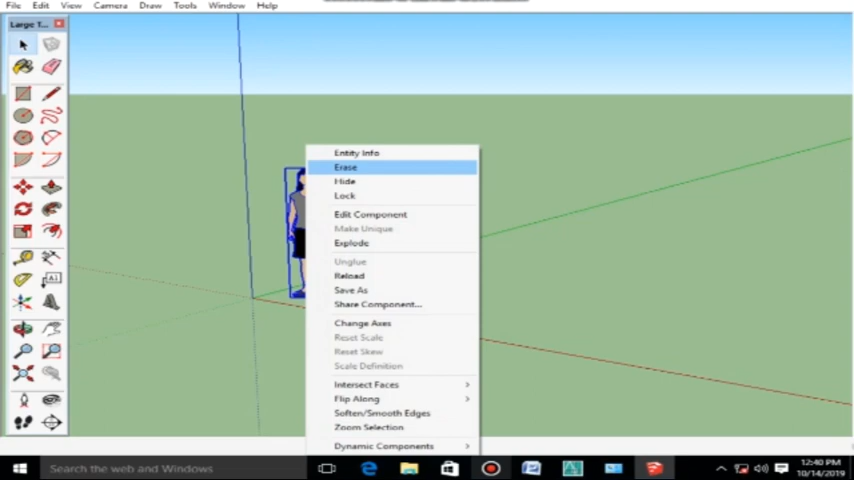 File Edit View Camera Draw Tools Window Help
Large T...
Entity Info
Erase
Hide
Lock
Edit Component
Make Unique
Explode
Unglue
Reload
Save As
Share Component...
Change Axes
Reset Scale
Reset Skew
Scale Definition
Intersect Faces
Flip Along
Soften/Smooth Edges
Zoom Selection
Dynamic Components
Search the web and Windows
12:40 PM
10/14/2019